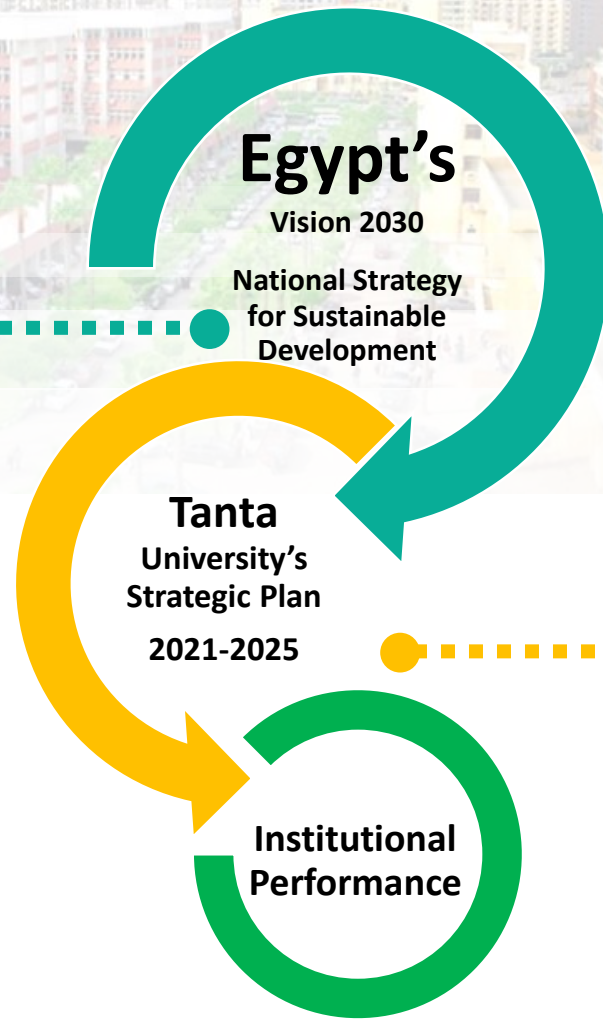 Egypt’s
Vision 2030
National Strategy
for Sustainable
Development
Tanta
University’s
Strategic Plan
2021-2025
Institutional
Performance